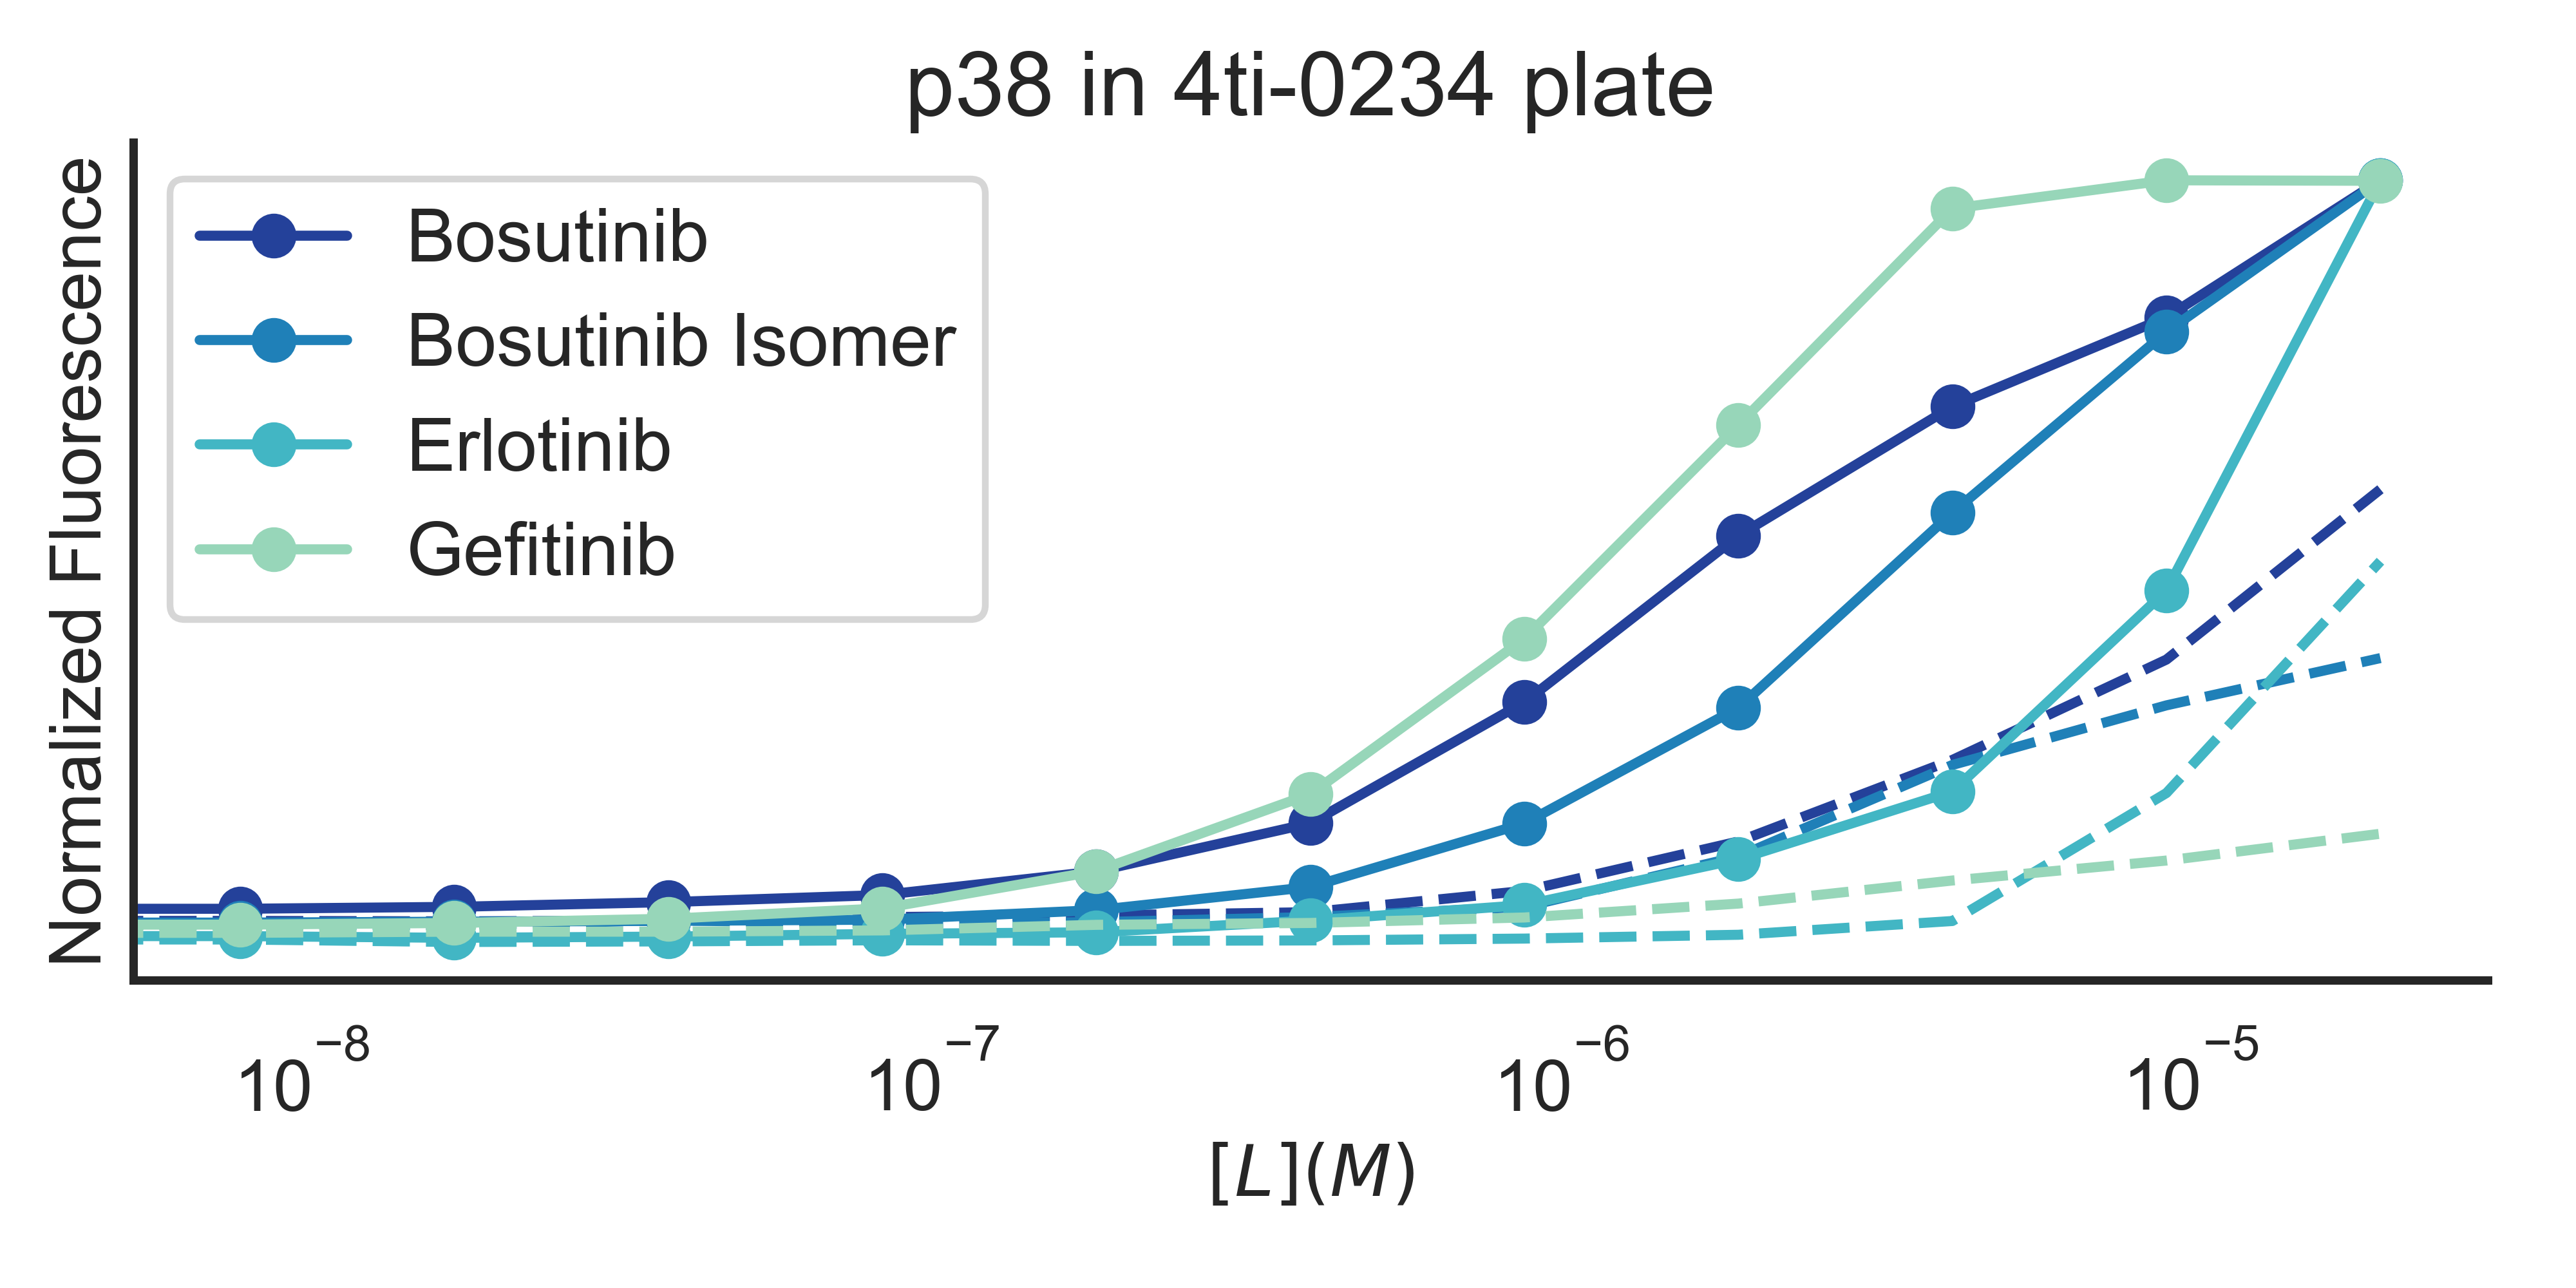 p38 in 4ti-0234 plate
Normalized Fluorescence
Bosutinib
Bosutinib Isomer
Erlotinib
Gefitinib
10⁻⁸ 10⁻⁷ 10⁻⁶ 10⁻⁵
[L](M)